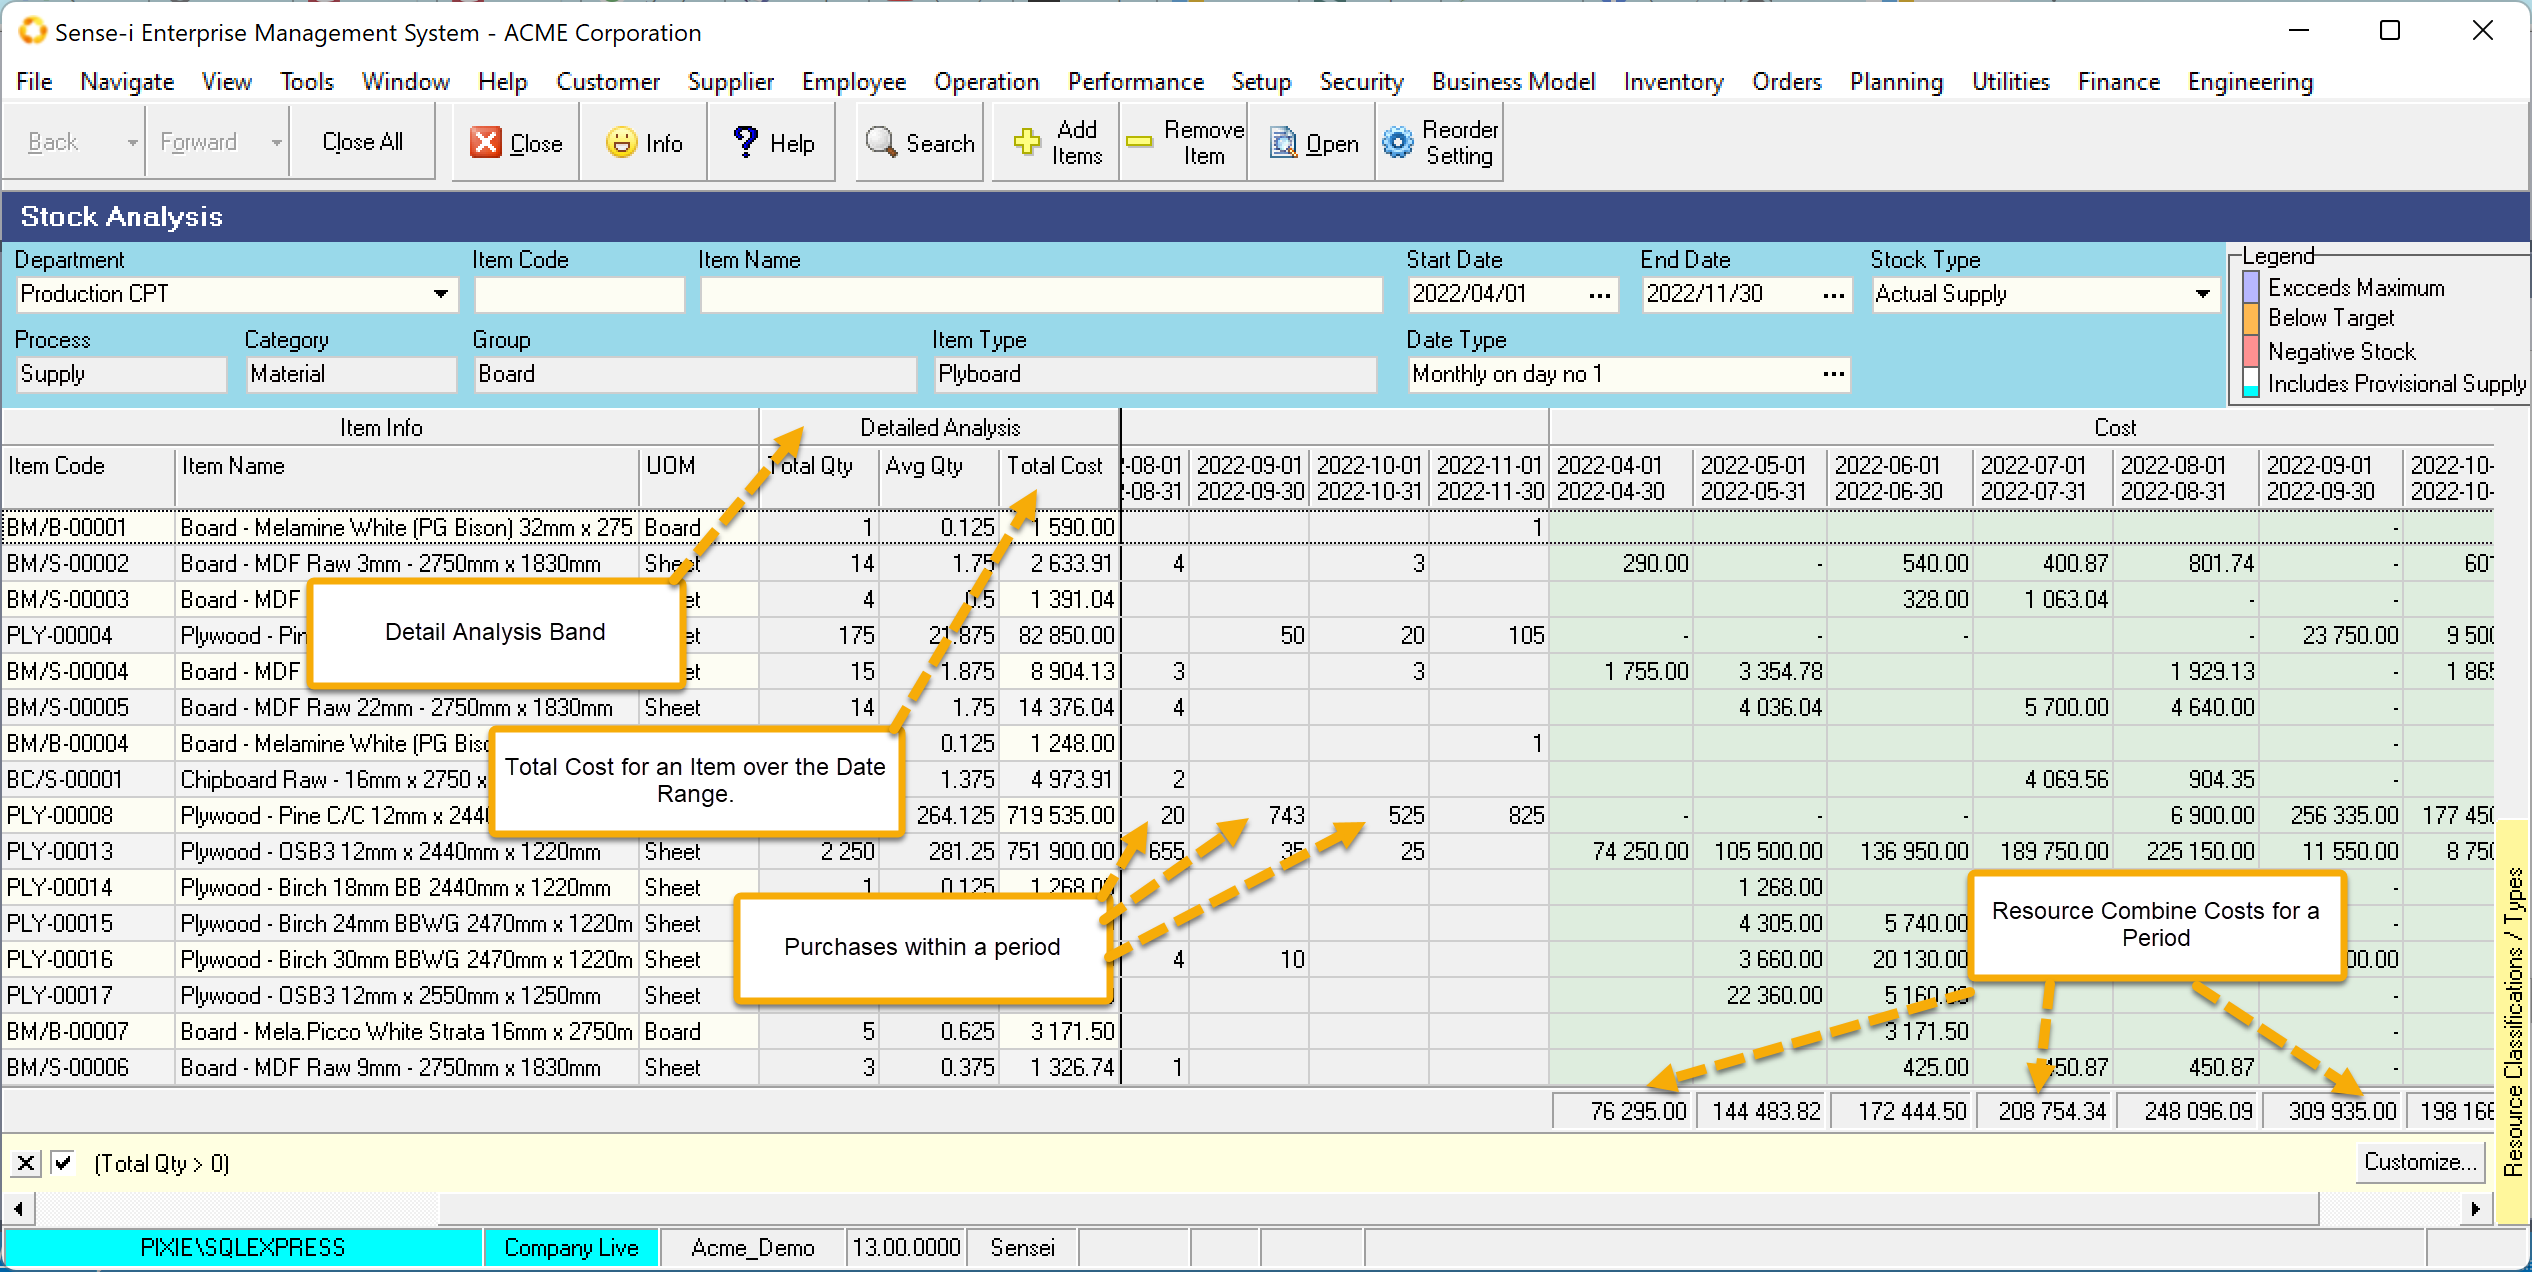 Sense-i Enterprise Management System - ACME Corporation
File Navigate View Tools Window Help Customer Supplier Employee Operation Performance Setup Security Business Model Inventory Orders Planning Utilities Finance Engineering
Back Forward Close All Close Info Help Search Add Items Remove Item Open Reorder Setting
Stock Analysis
Department Item Code Item Name Start Date End Date Stock Type
Production CPT 2022/04/01 ... 2022/11/30 ... Actual Supply
Process Category Group Item Type Date Type
Supply Material Board Plyboard Monthly on day no 1 ...
Legend
Excceds Maximum
Below Target
Negative Stock
Includes Provisional Supply
Item Info Detailed Analysis Cost
Item Code Item Name UOM Total Qty Avg Qty Total Cost -08-01 2022-09-01 2022-10-01 2022-11-01 2022-04-01 2022-05-01 2022-06-01 2022-07-01 2022-08-01 2022-09-01 2022-10-
-08-31 2022-09-30 2022-10-31 2022-11-30 2022-04-30 2022-05-31 2022-06-30 2022-07-31 2022-08-31 2022-09-30 2022-10-
BM/B-00001 Board - Melamine White (PG Bison) 32mm x 275 Board 1 0.125 1 590.00 1 -
BM/S-00002 Board - MDF Raw 3mm - 2750mm x 1830mm Sheet 14 1.75 2 633.91 4 3 290.00 - 540.00 400.87 801.74 - 601
BM/S-00003 Board - MDF et 4 0.5 1 391.04 328.00 1 063.04 - -
PLY-00004 Plywood - Pin et 175 21.875 82 850.00 50 20 105 - - - - 23 750.00 9 500
BM/S-00004 Board - MDF et 15 1.875 8 904.13 3 3 1 755.00 3 354.78 1 929.13 - 1 865
BM/S-00005 Board - MDF Raw 22mm - 2750mm x 1830mm Sheet 14 1.75 14 376.04 4 4 036.04 5 700.00 4 640.00 -
BM/B-00004 Board - Melamine White (PG Bisc 0.125 1 248.00 1 -
BC/S-00001 Chipboard Raw - 16mm x 2750 x 1.375 4 973.91 2 4 069.56 904.35 -
PLY-00008 Plywood - Pine C/C 12mm x 244 264.125 719 535.00 20 743 525 825 - - - 6 900.00 256 335.00 177 450
PLY-00013 Plywood - OSB3 12mm x 2440mm x 1220mm Sheet 2 250 281.25 751 900.00 655 35 25 74 250.00 105 500.00 136 950.00 189 750.00 225 150.00 11 550.00 8 750
PLY-00014 Plywood - Birch 18mm BB 2440mm x 1220mm Sheet 1 0.125 1 268.00 1 268.00 -
PLY-00015 Plywood - Birch 24mm BBWG 2470mm x 1220m Sheet 4 305.00 5 740.00 -
PLY-00016 Plywood - Birch 30mm BBWG 2470mm x 1220m Sheet 4 10 3 660.00 20 130.00 00.00
PLY-00017 Plywood - OSB3 12mm x 2550mm x 1250mm Sheet 22 360.00 5 160.00 -
BM/B-00007 Board - Mela.Picco White Strata 16mm x 2750m Board 5 0.625 3 171.50 3 171.50 -
BM/S-00006 Board - MDF Raw 9mm - 2750mm x 1830mm Sheet 3 0.375 1 326.74 1 425.00 450.87 450.87 -
Detail Analysis Band
Total Cost for an Item over the Date
Range.
Purchases within a period
Resource Combine Costs for a
Period
76 295.00 144 483.82 172 444.50 208 754.34 248 096.09 309 935.00 198 166
Resource Classifications / Types
(Total Qty > 0) Customize...
PIXIE\SQLEXPRESS Company Live Acme_Demo 13.00.0000 Sensei